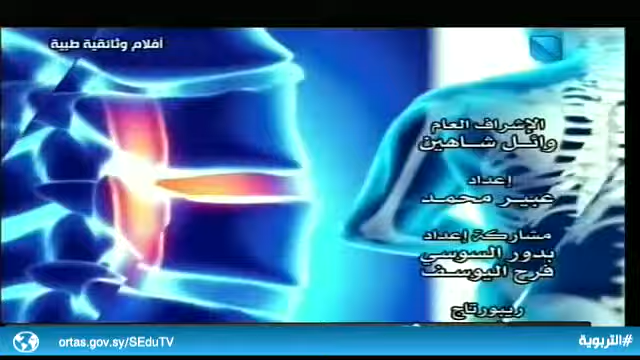 أفلام وثائقية طبية
الإشراف العام
وائل شاهين
إعداد
عبير محمد
مشاركة إعداد
بدور السوسي
فرح اليوسف
ريبورتاج
ortas.gov.sy/SEduTV
#التربوية